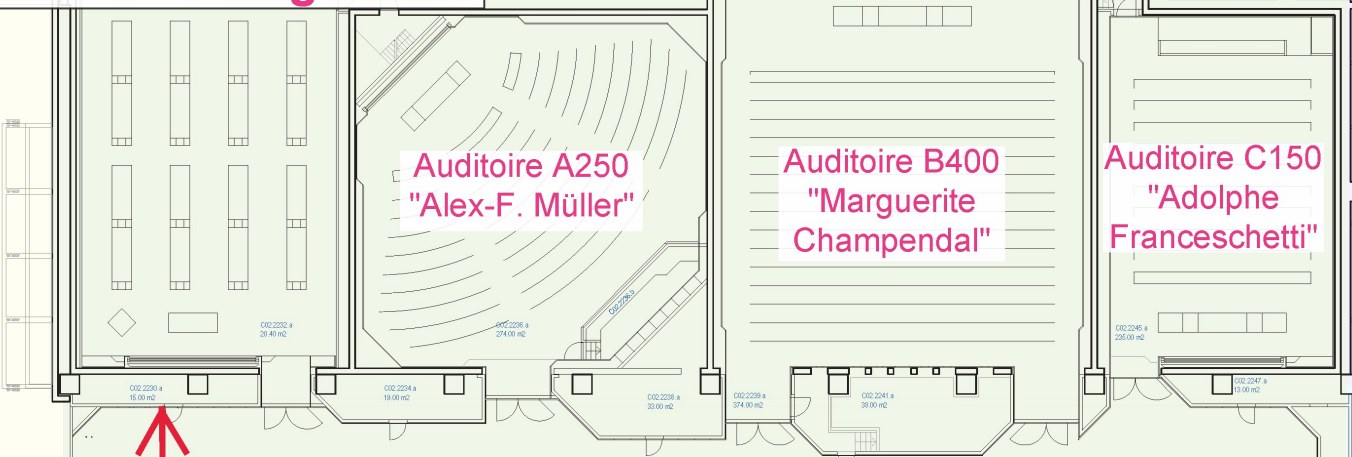 g
Auditoire A250
"Alex-F. Müller"
Auditoire B400
"Marguerite
Champendal"
Auditoire C150
"Adolphe
Franceschetti"
C02.2232.a
20.40 m2
C02.2236.a
274.00 m2
C02.2236.b
C02.2245.a
235.00 m2
C02.2230.a
15.00 m2
C02.2234.a
19.00 m2
C02.2238.a
33.00 m2
C02.2239.a
374.00 m2
C02.2241.a
38.00 m2
C02.2247.a
13.00 m2